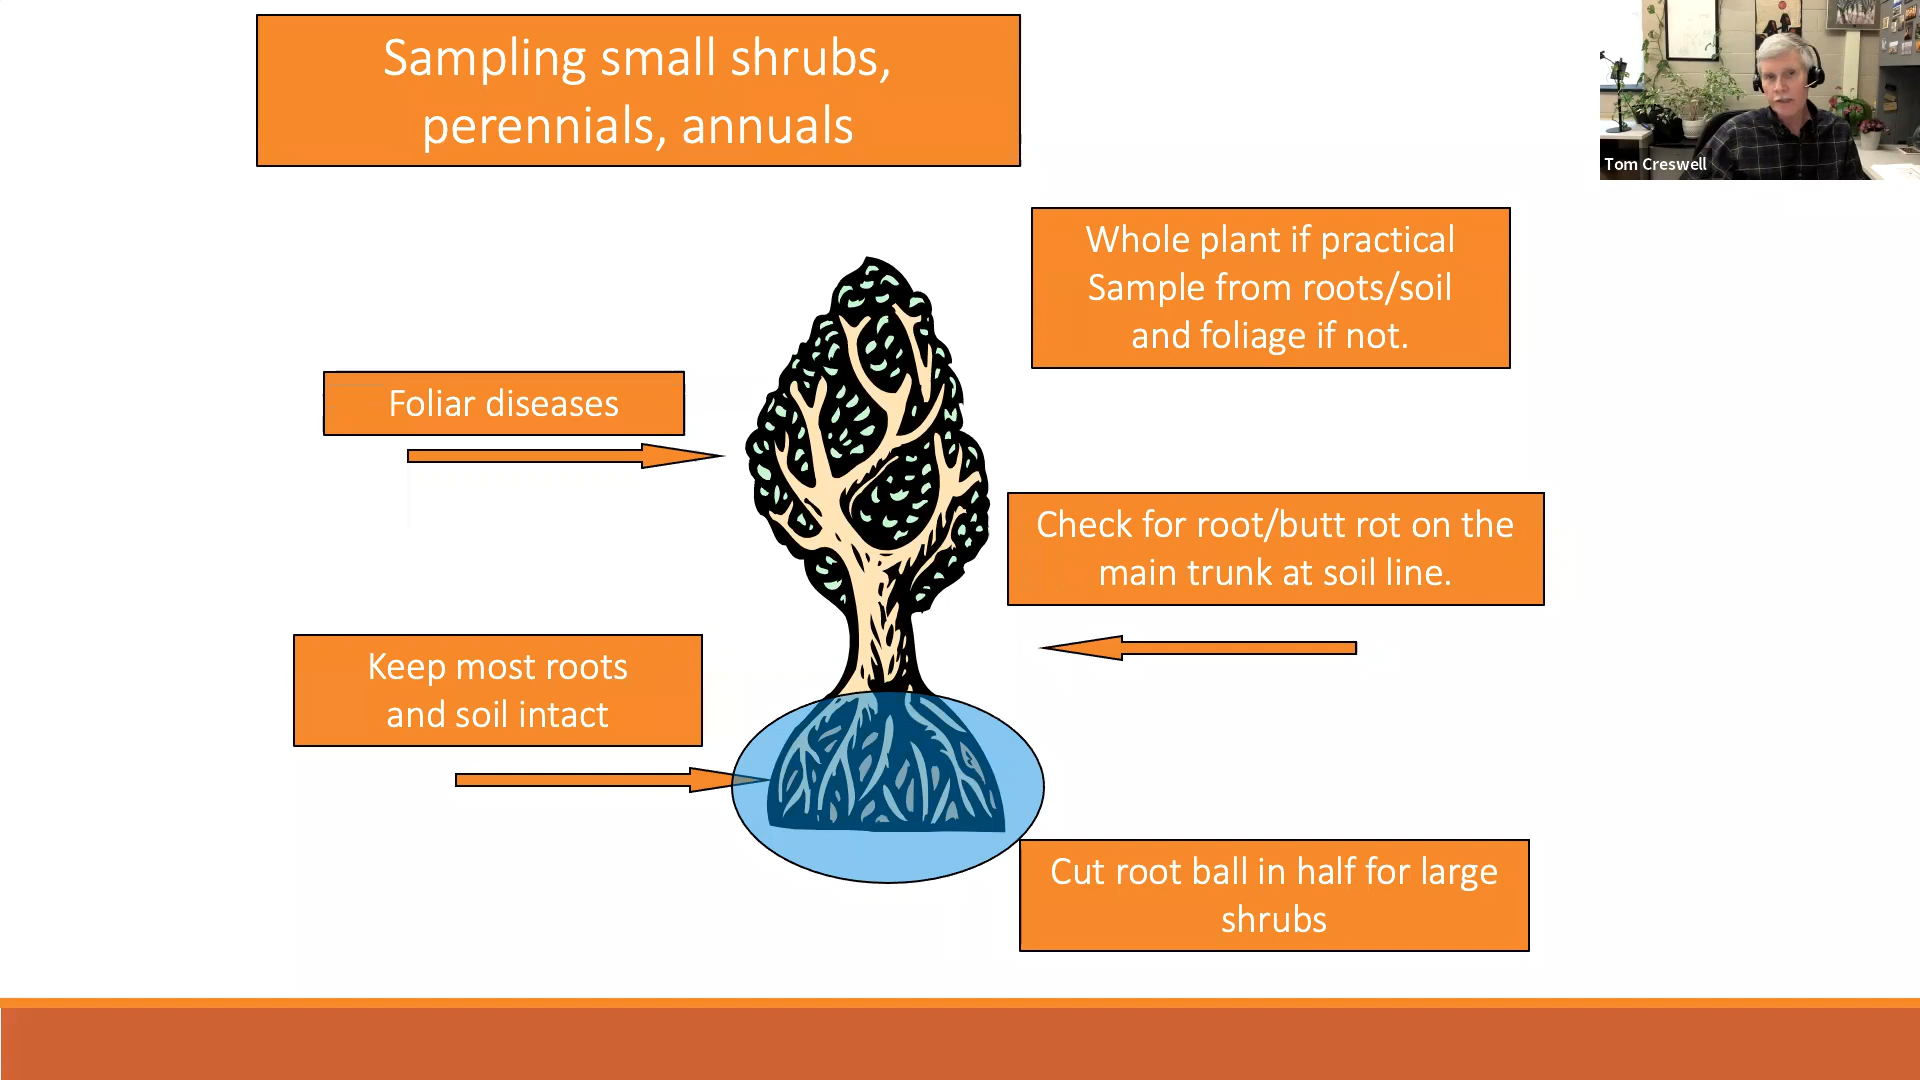 Sampling small shrubs,
perennials, annuals
Tom Creswell
Whole plant if practical
Sample from roots/soil
and foliage if not.
Foliar diseases
Check for root/butt rot on the
main trunk at soil line.
Keep most roots
and soil intact
Cut root ball in half for large
shrubs